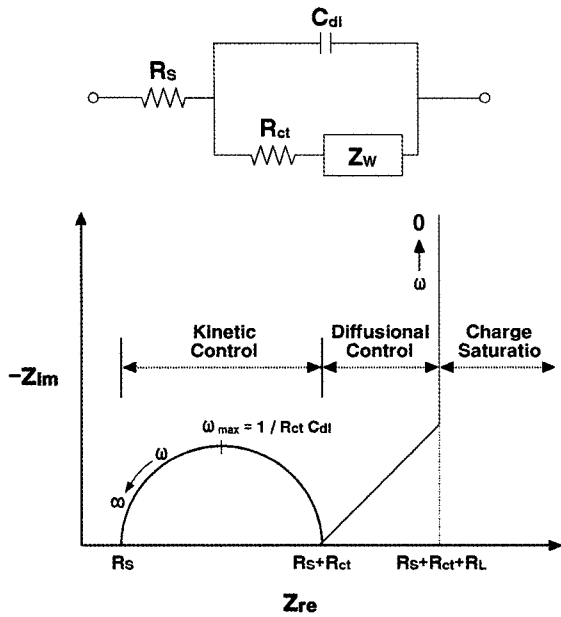 Cdl
Rs
Rct
Zw
0
ω
Kinetic Control
Diffusional Control
Charge Saturatio
−Zim
ωmax = 1 / Rct Cdl
ω
∞
Rs
Rs+Rct
Rs+Rct+RL
Zre